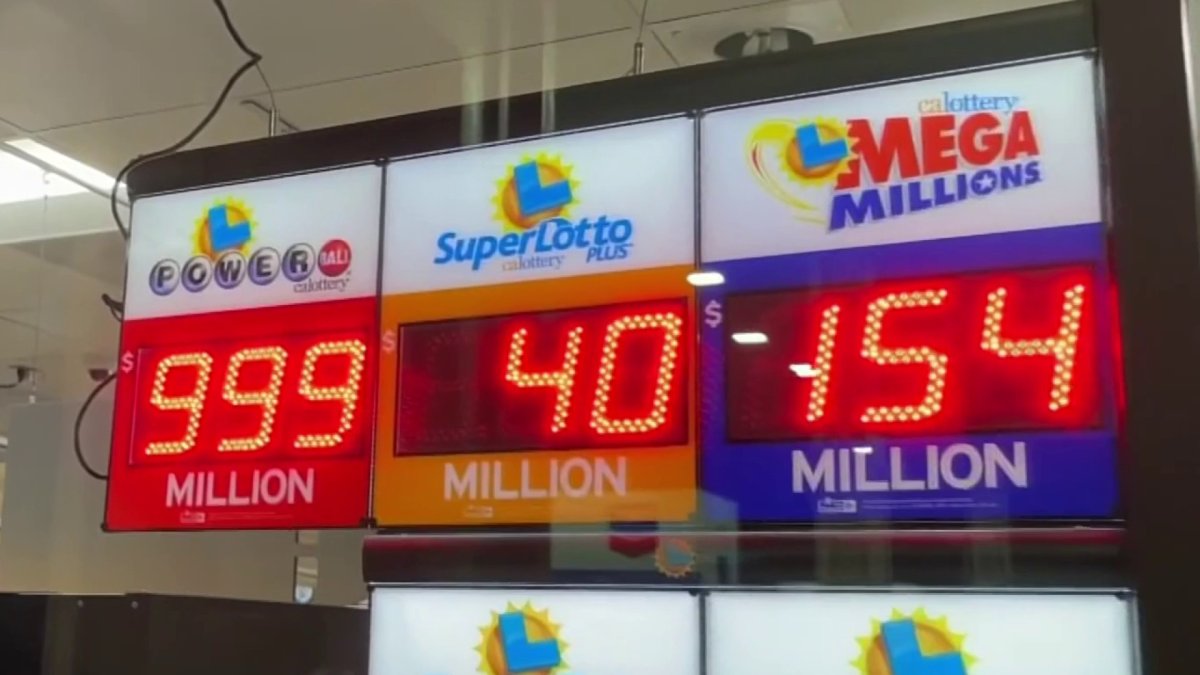 POWERBALL
calottery
$ 999
MILLION
SuperLotto
PLUS
calottery
$ 40
MILLION
calottery
MEGA
MILLIONS
$ 154
MILLION